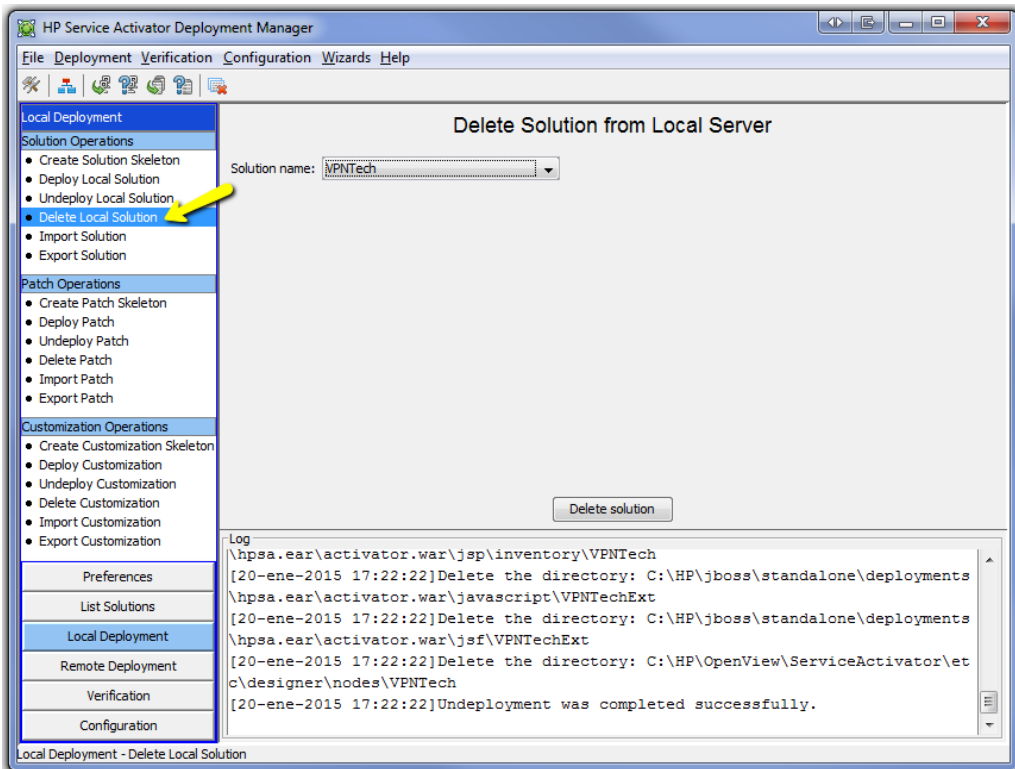 HP Service Activator Deployment Manager
File Deployment Verification Configuration Wizards Help
Local Deployment
Solution Operations
Create Solution Skeleton
Deploy Local Solution
Undeploy Local Solution
Delete Local Solution
Import Solution
Export Solution
Patch Operations
Create Patch Skeleton
Deploy Patch
Undeploy Patch
Delete Patch
Import Patch
Export Patch
Customization Operations
Create Customization Skeleton
Deploy Customization
Undeploy Customization
Delete Customization
Import Customization
Export Customization
Preferences
List Solutions
Local Deployment
Remote Deployment
Verification
Configuration
Delete Solution from Local Server
Solution name: VPNTech
Delete solution
Log
\hpsa.ear\activator.war\jsp\inventory\VPNTech
[20-ene-2015 17:22:22]Delete the directory: C:\HP\jboss\standalone\deployments
\hpsa.ear\activator.war\javascript\VPNTechExt
[20-ene-2015 17:22:22]Delete the directory: C:\HP\jboss\standalone\deployments
\hpsa.ear\activator.war\jsf\VPNTechExt
[20-ene-2015 17:22:22]Delete the directory: C:\HP\OpenView\ServiceActivator\et
c\designer\nodes\VPNTech
[20-ene-2015 17:22:22]Undeployment was completed successfully.
Local Deployment - Delete Local Solution